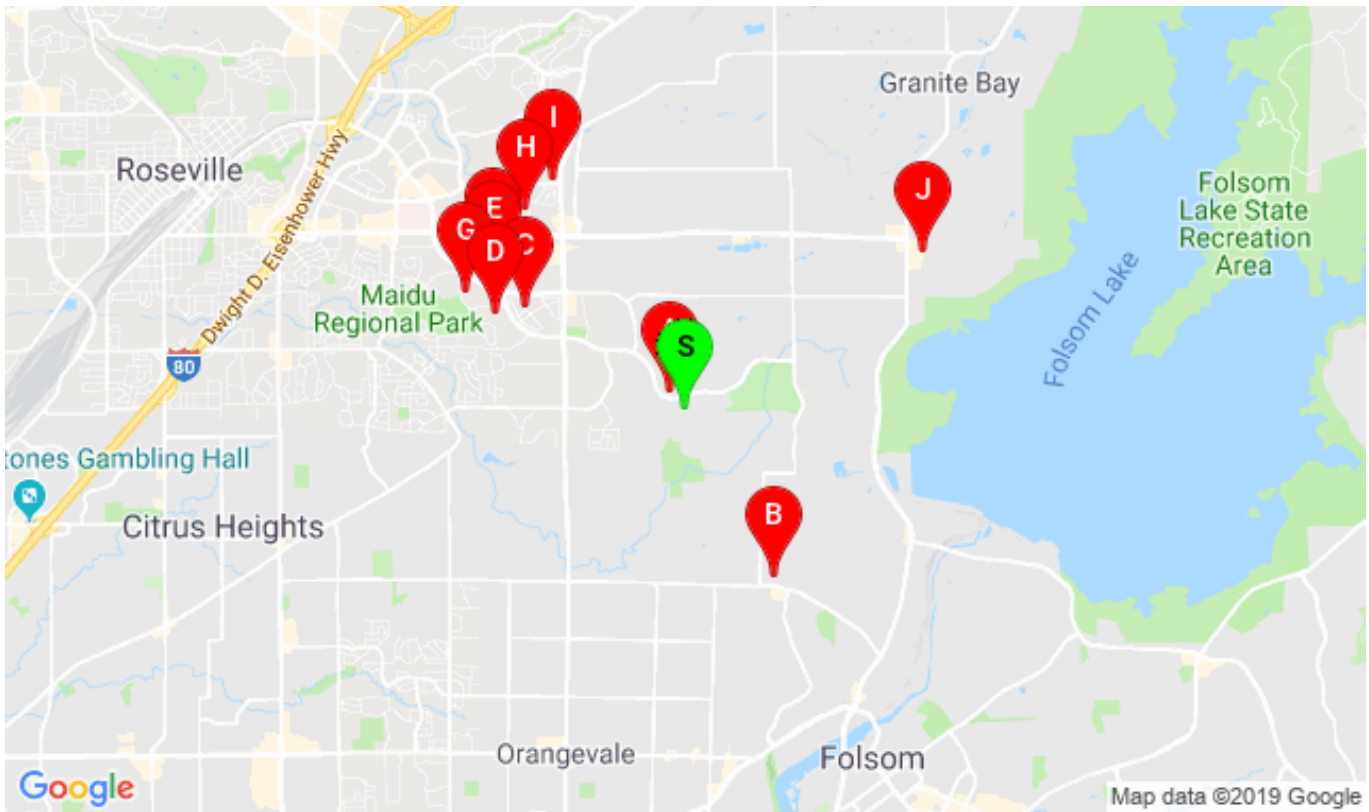 Granite Bay
I
H
Roseville
Dwight D. Eisenhower Hwy
J
Folsom
Lake State
Recreation
Area
E
G
C
D
Maidu
Regional Park
Folsom Lake
S
80
tones Gambling Hall
Citrus Heights
B
Orangevale
Folsom
Google
Map data ©2019 Google